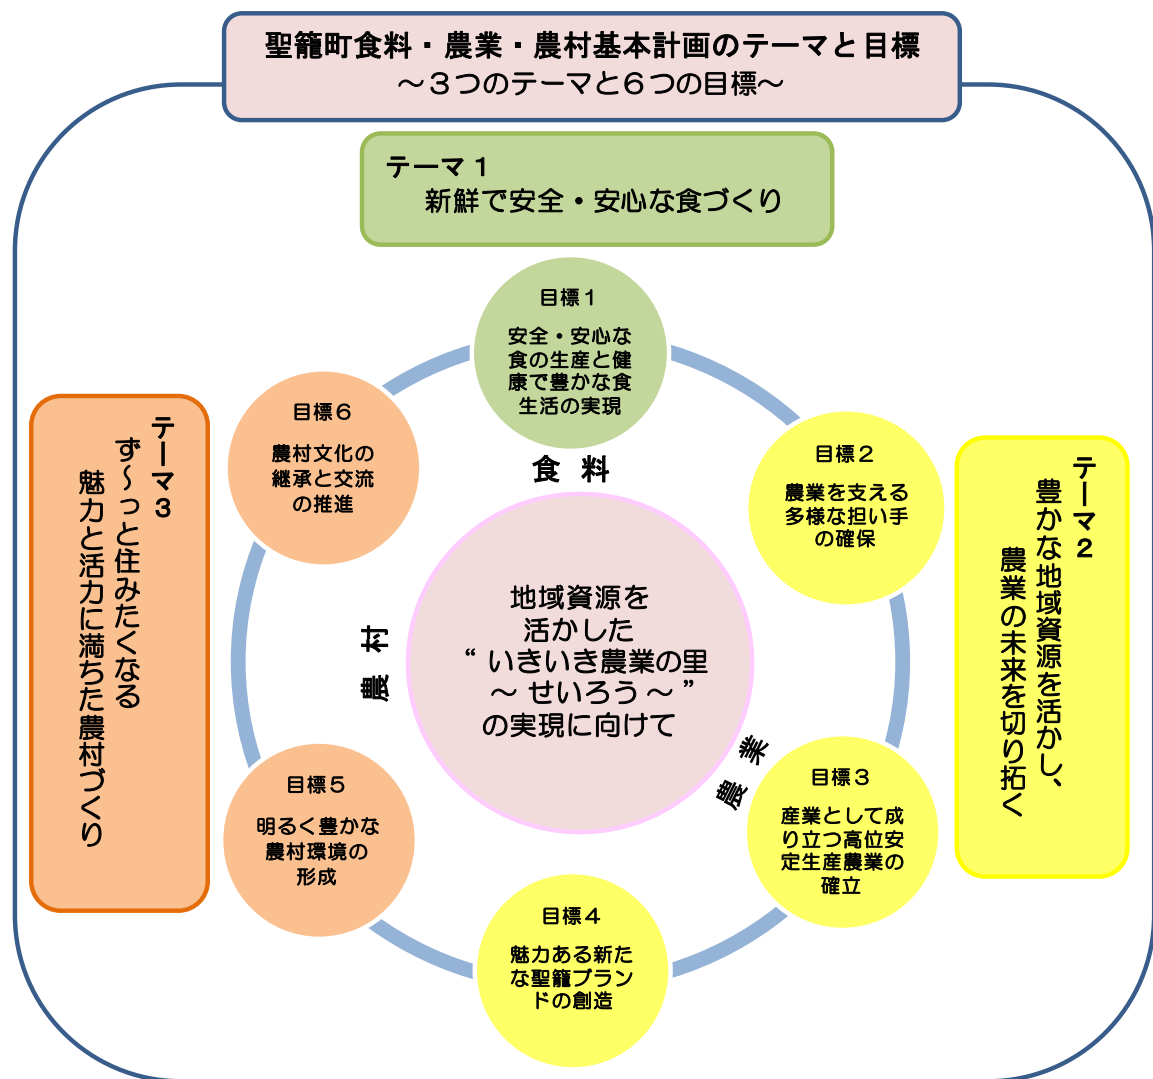 聖籠町食料・農業・農村基本計画のテーマと目標
～３つのテーマと６つの目標～
テーマ１
新鮮で安全・安心な食づくり
目標１
安全・安心な
食の生産と健
康で豊かな食
生活の実現
目標２
農業を支える
多様な担い手
の確保
テーマ２
豊かな地域資源を活かし、
農業の未来を切り拓く
目標３
産業として成
り立つ高位安
定生産農業の
確立
目標４
魅力ある新た
な聖籠ブラン
ドの創造
目標５
明るく豊かな
農村環境の
形成
目標６
農村文化の
継承と交流
の推進
テーマ３
ず～っと住みたくなる
魅力と活力に満ちた農村づくり
食 料
農 業
農 村
地域資源を
活かした
“ いきいき農業の里
～ せいろう ～ ”
の実現に向けて